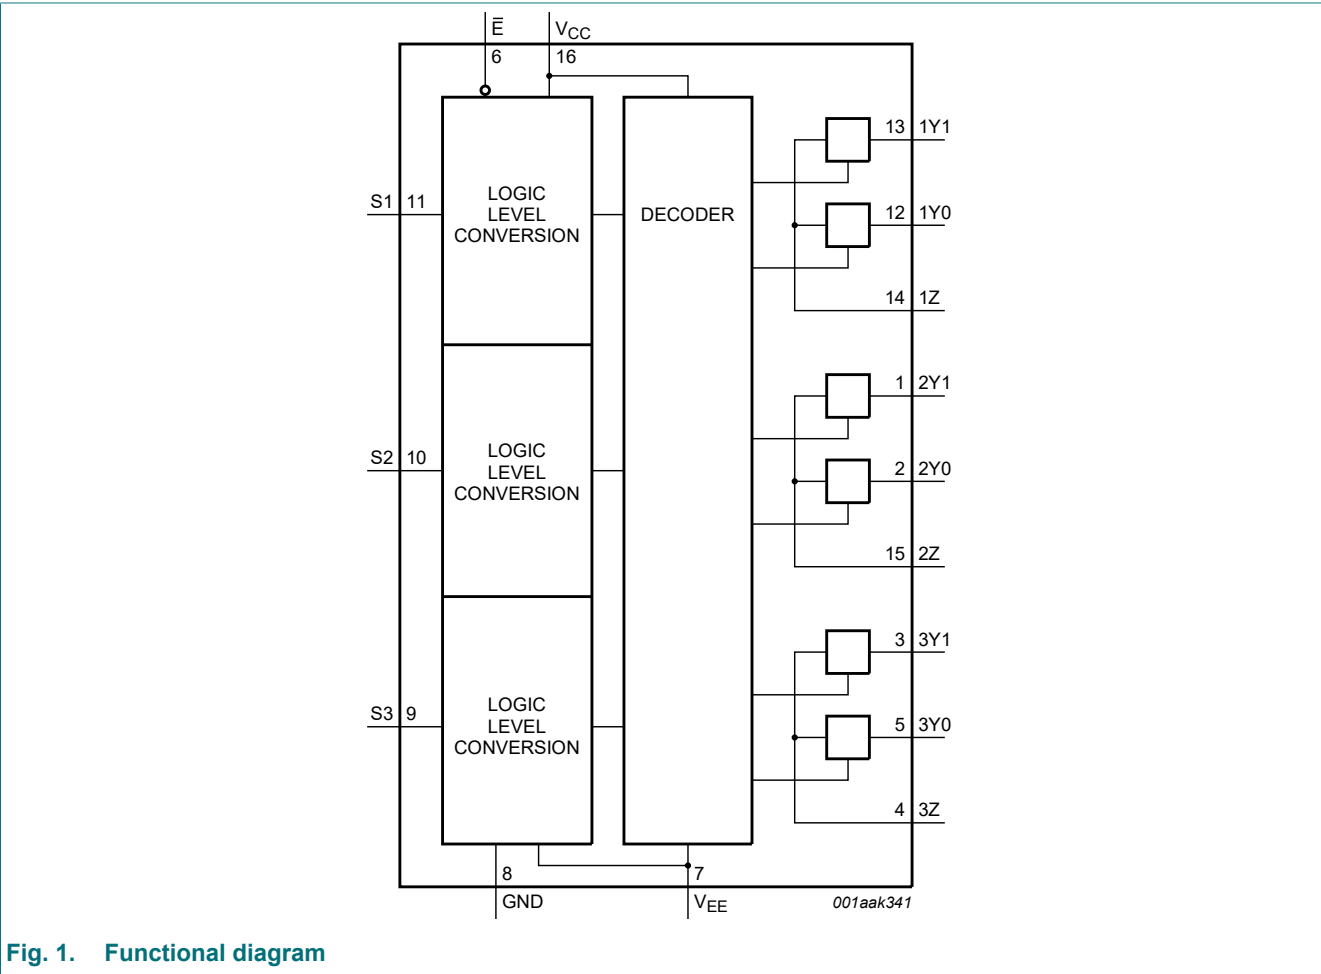 E̅ VCC
6 16
13 1Y1
S1 11
LOGIC
LEVEL
CONVERSION
DECODER
12 1Y0
14 1Z
1 2Y1
S2 10
LOGIC
LEVEL
CONVERSION
2 2Y0
15 2Z
3 3Y1
S3 9
LOGIC
LEVEL
CONVERSION
5 3Y0
4 3Z
8 7
GND VEE 001aak341
Fig. 1. Functional diagram